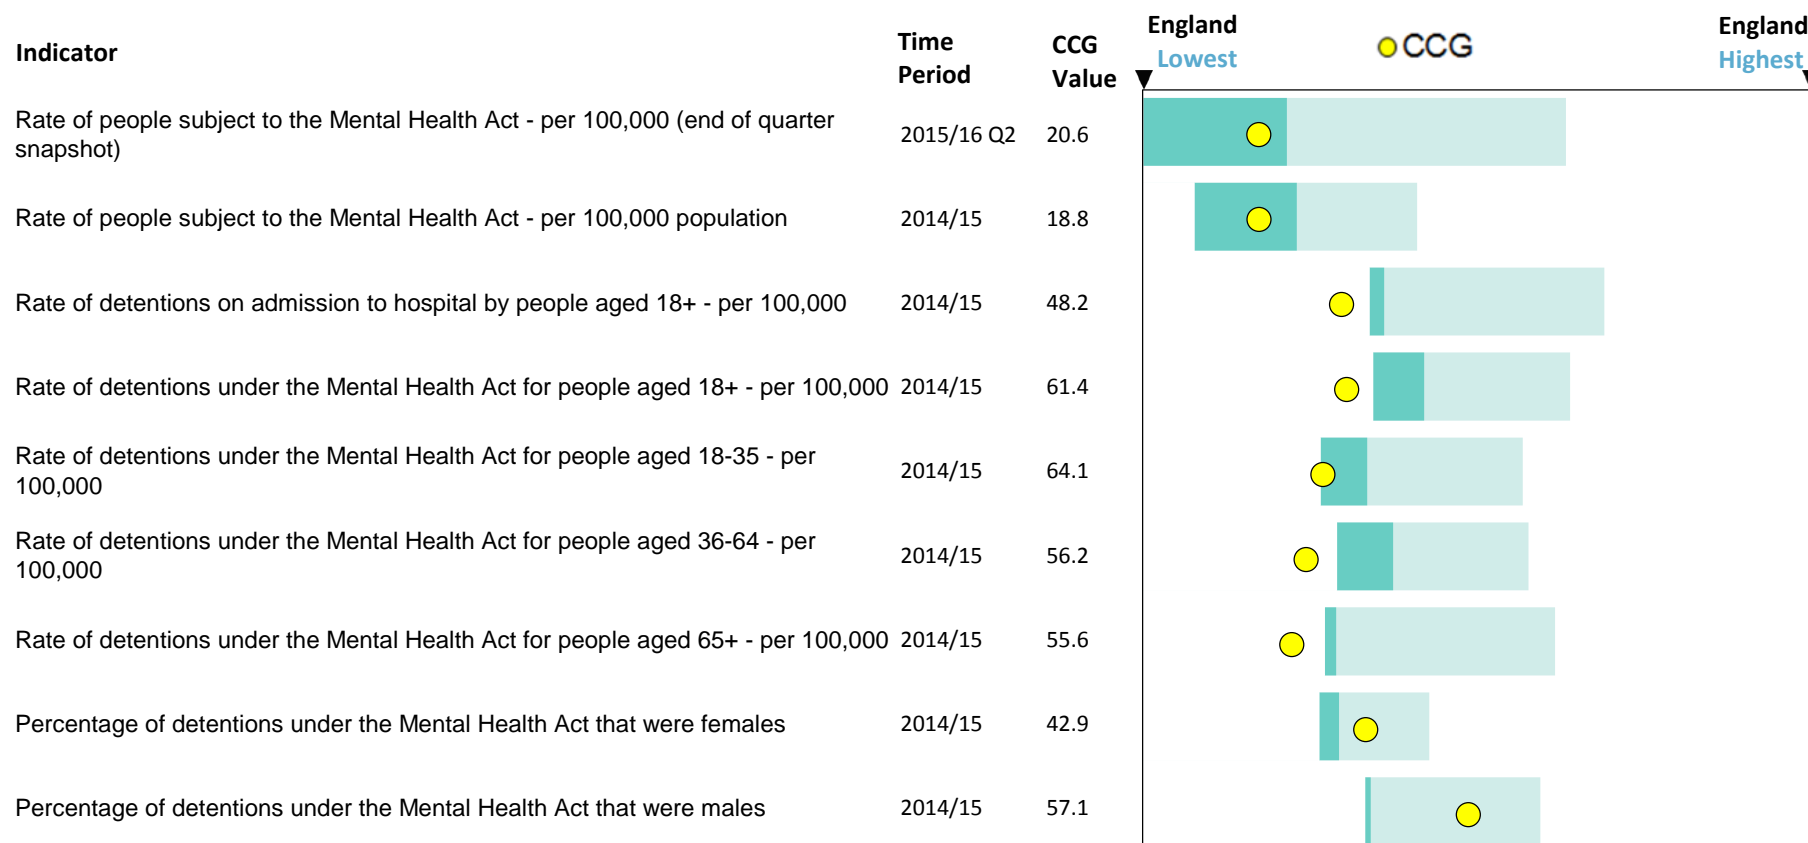 Indicator
Time
Period
CCG
Value
England
Lowest
CCG
England
Highest
Rate of people subject to the Mental Health Act - per 100,000 (end of quarter
snapshot)
2015/16 Q2
20.6
Rate of people subject to the Mental Health Act - per 100,000 population
2014/15
18.8
Rate of detentions on admission to hospital by people aged 18+ - per 100,000
2014/15
48.2
Rate of detentions under the Mental Health Act for people aged 18+ - per 100,000
2014/15
61.4
Rate of detentions under the Mental Health Act for people aged 18-35 - per
100,000
2014/15
64.1
Rate of detentions under the Mental Health Act for people aged 36-64 - per
100,000
2014/15
56.2
Rate of detentions under the Mental Health Act for people aged 65+ - per 100,000
2014/15
55.6
Percentage of detentions under the Mental Health Act that were females
2014/15
42.9
Percentage of detentions under the Mental Health Act that were males
2014/15
57.1